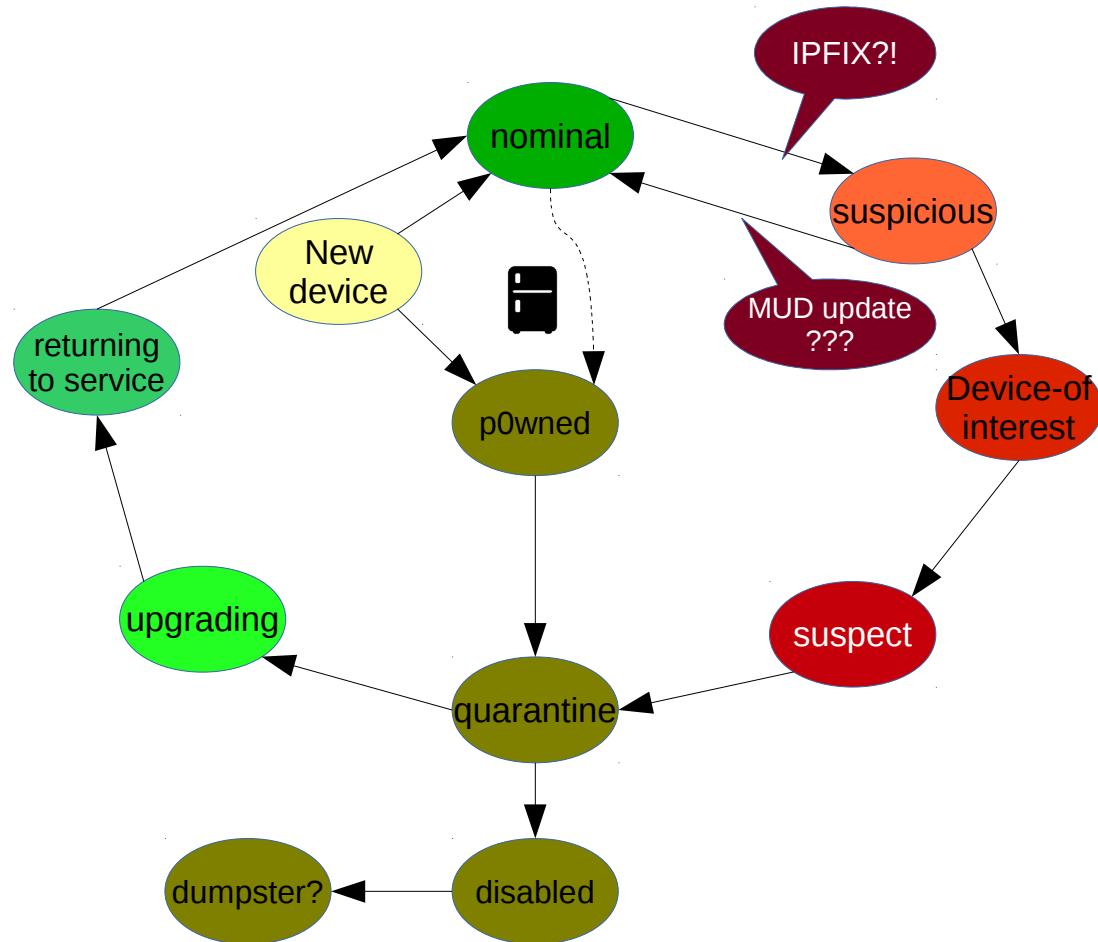 IPFIX?!
nominal
suspicious
New
device
MUD update
???
returning
to service
Device-of
interest
p0wned
upgrading
suspect
quarantine
dumpster?
disabled